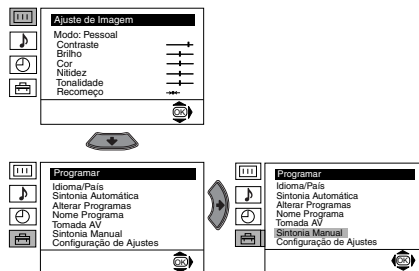 Ajuste de Imagem
Modo: Pessoal
Contraste
Brilho
Cor
Nitidez
Tonalidade
Recomeço
OK
Programar
Idioma/País
Sintonia Automática
Alterar Programas
Nome Programa
Tomada AV
Sintonia Manual
Configuração de Ajustes
OK
Programar
Idioma/País
Sintonia Automática
Alterar Programas
Nome Programa
Tomada AV
Sintonia Manual
Configuração de Ajustes
OK